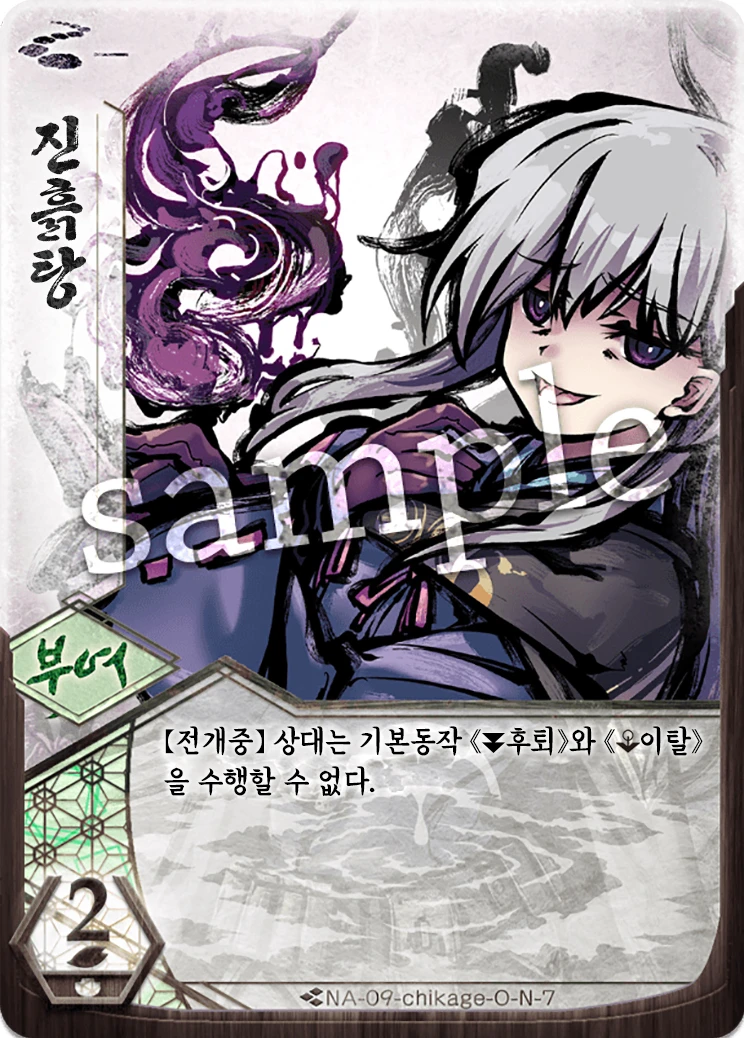 진흙탕
sample
부여
【전개중】 상대는 기본동작 《후퇴》와 《이탈》
을 수행할 수 없다.
2
NA-09-chikage-O-N-7